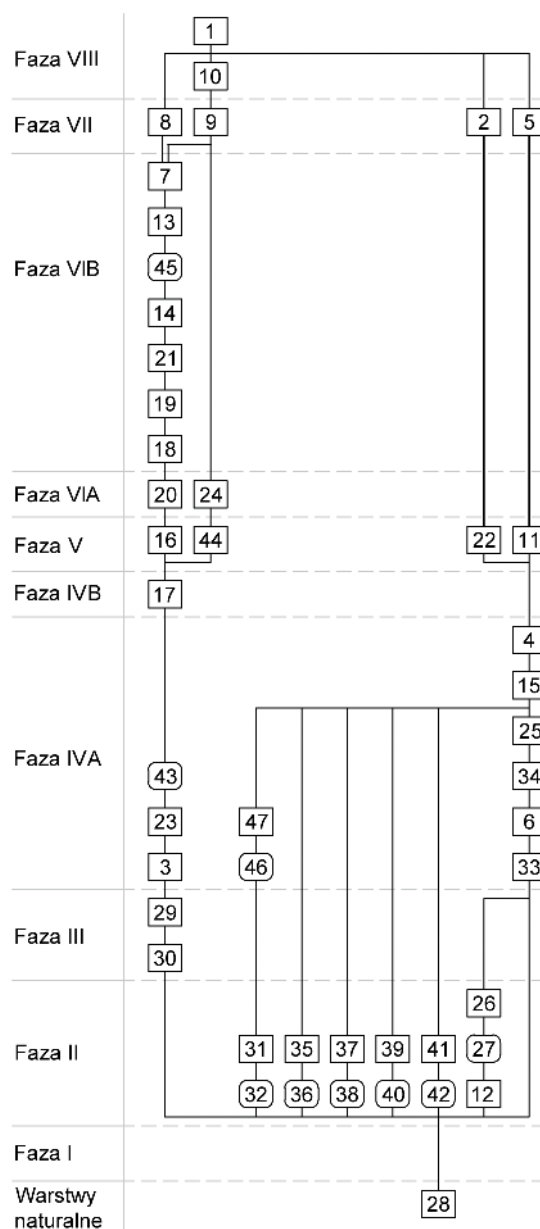 1
Faza VIII
10
Faza VII
8 9 2 5
7
13
Faza VIB
45
14
21
19
18
Faza VIA
20 24
Faza V
16 44 22 11
Faza IVB
17
4
15
25
Faza IVA
43 34
23 47 6
3 46 33
29
Faza III
30
26
Faza II
31 35 37 39 41 27
32 36 38 40 42 12
Faza I
Warstwy
naturalne
28